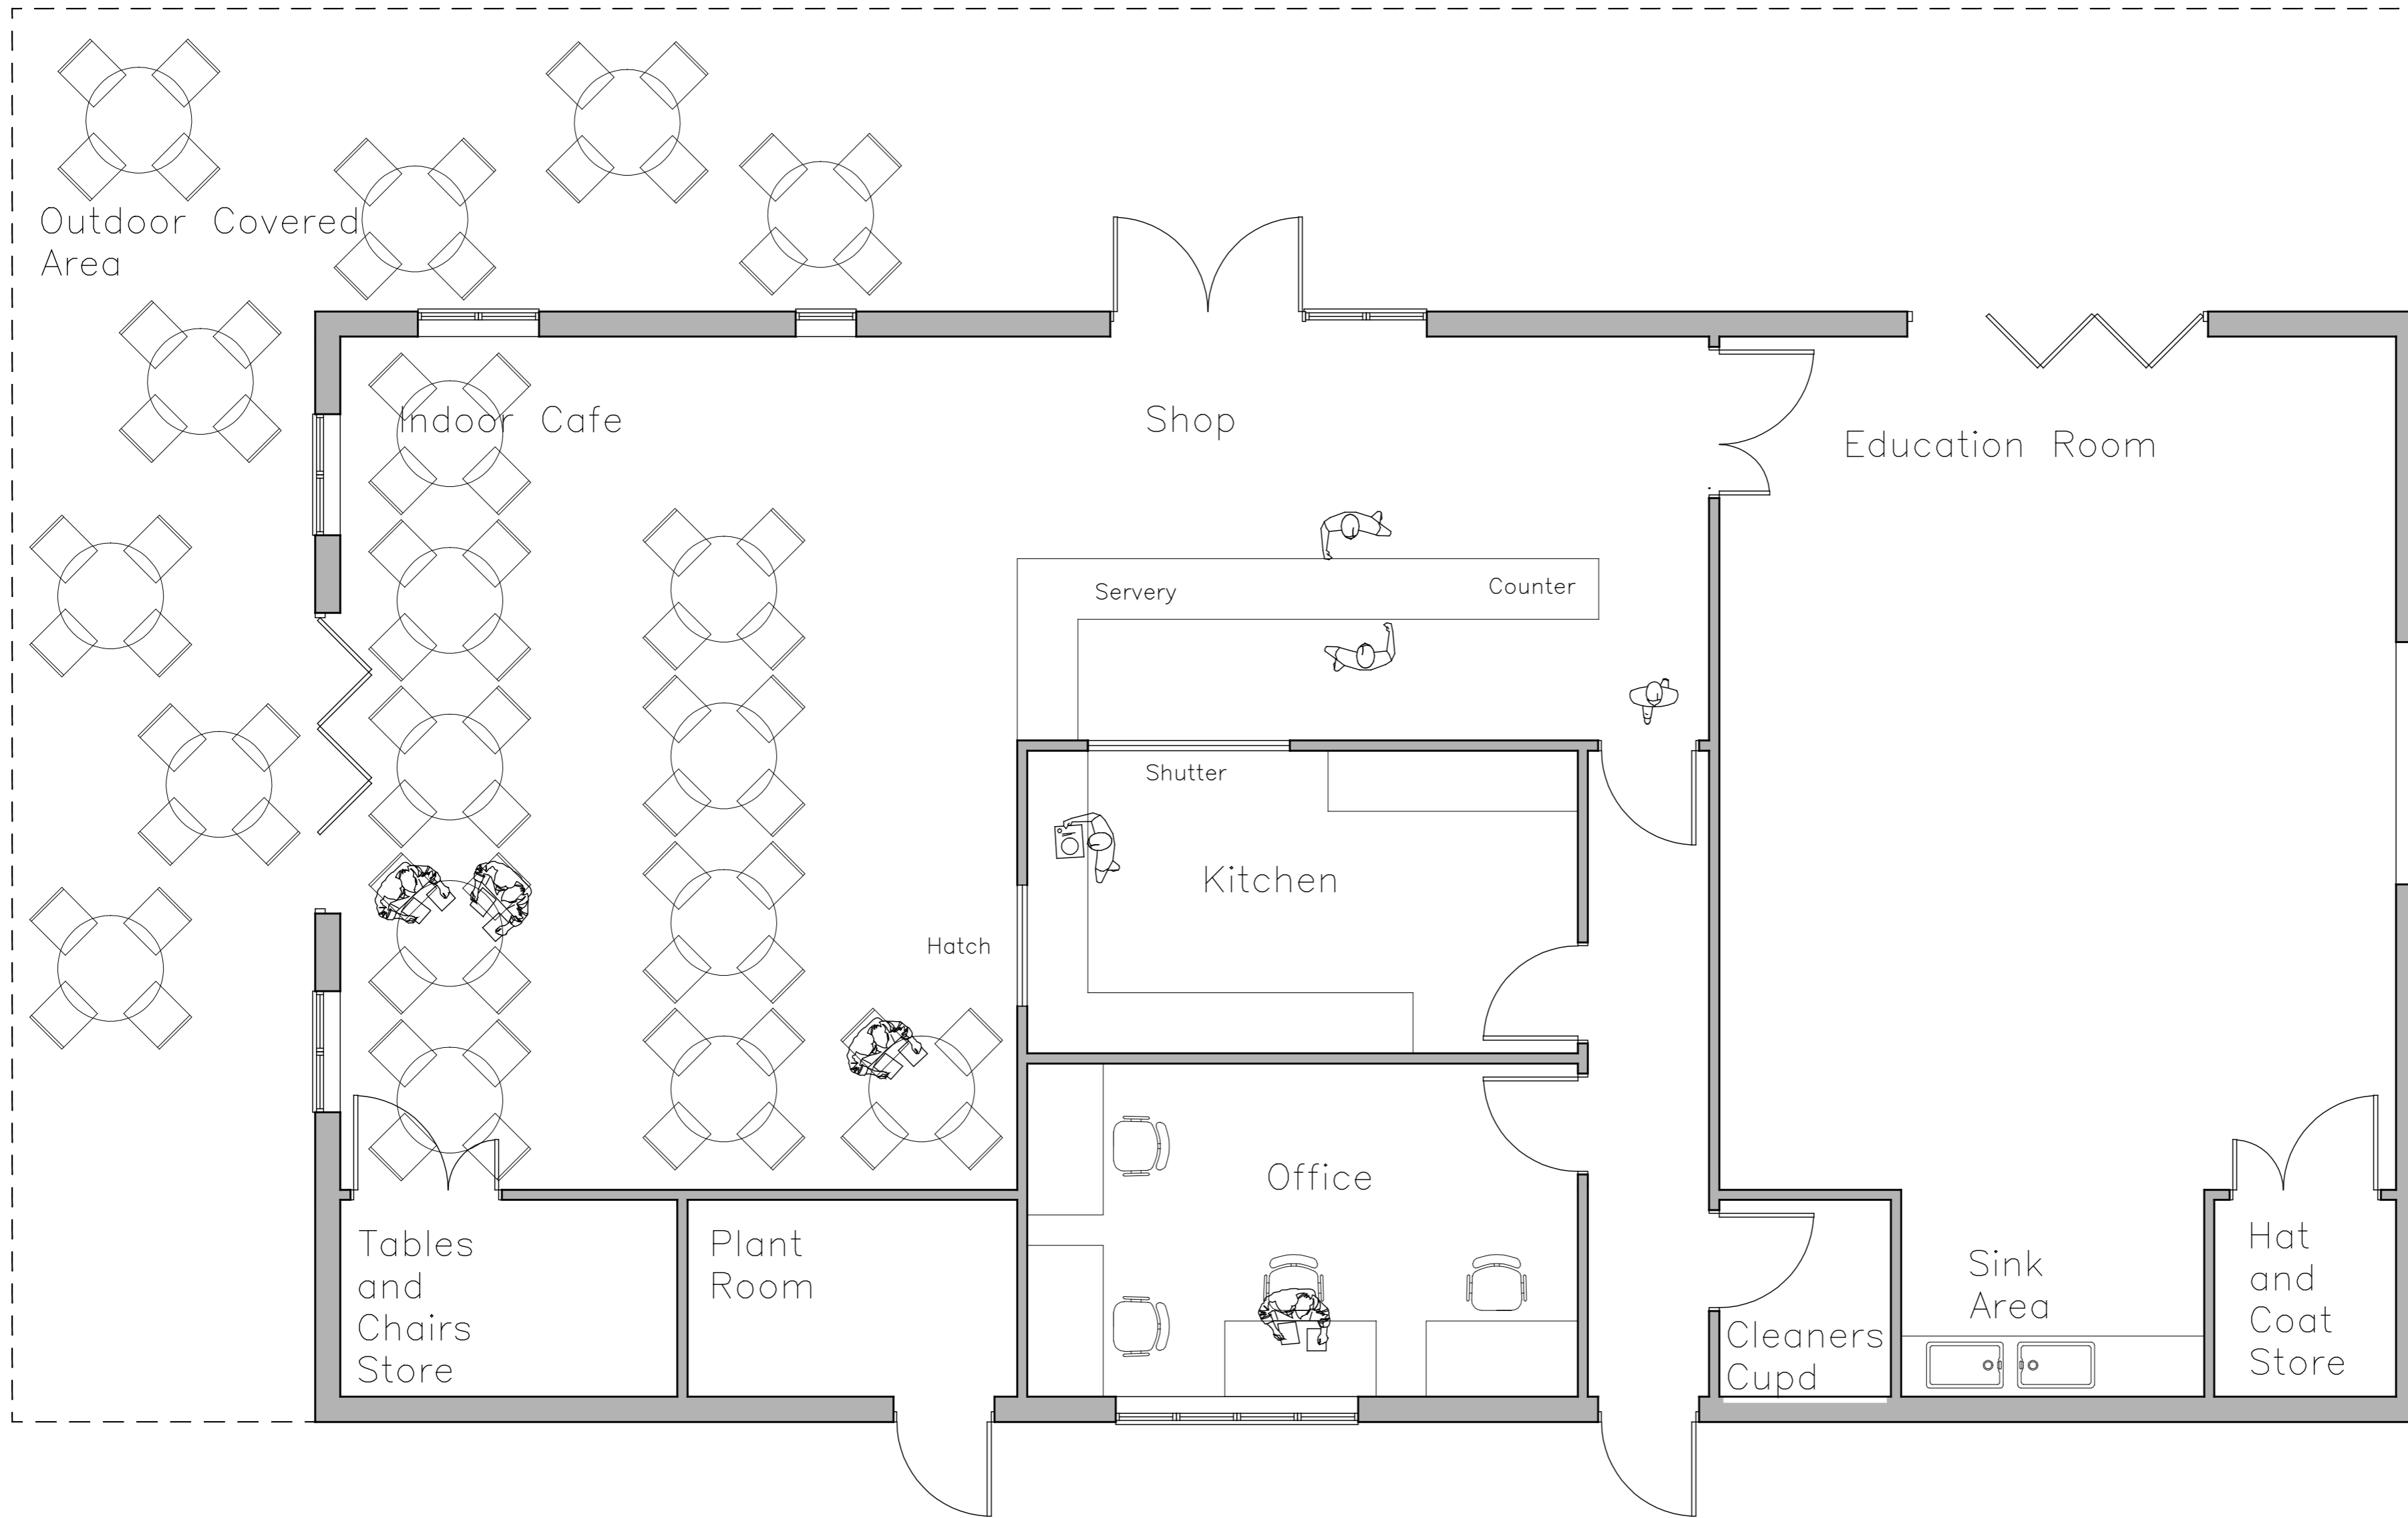 Outdoor Covered
Area
Indoor Cafe
Shop
Education Room
Servery
Counter
Shutter
Kitchen
Hatch
Office
Tables
and
Chairs
Store
Plant
Room
Cleaners
Cupd
Sink
Area
Hat
and
Coat
Store